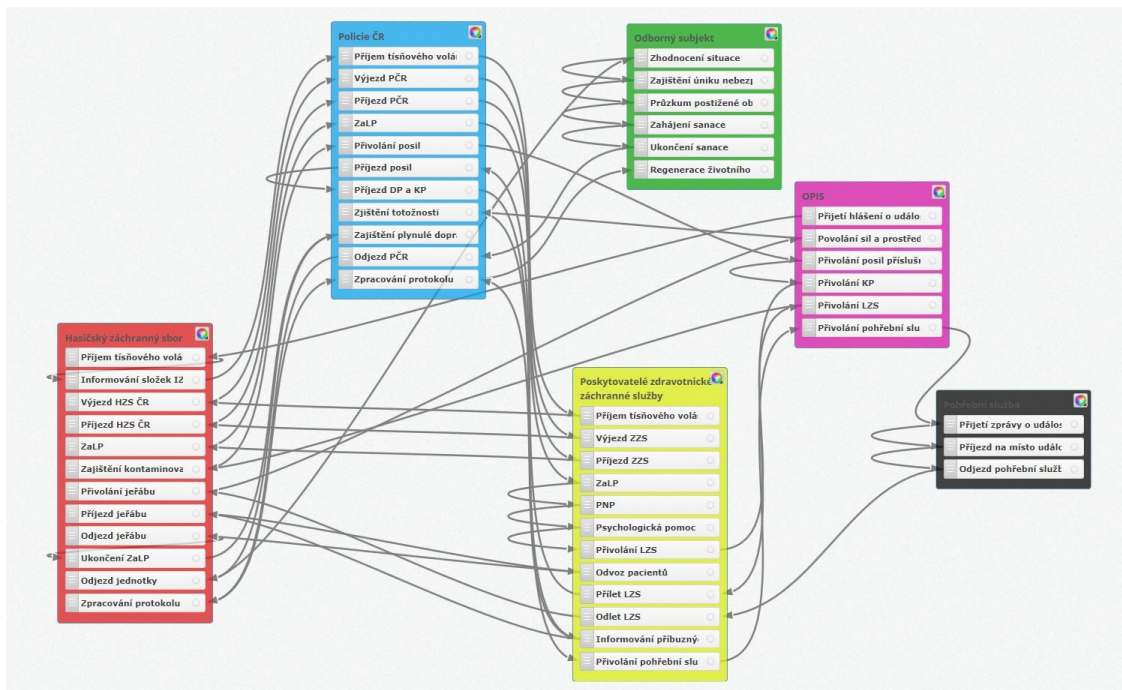 Policie ČR
Příjem tísňového volá
Výjezd PČR
Příjezd PČR
ZaLP
Přivolání posil
Příjezd posil
Příjezd DP a KP
Zjištění totožnosti
Zajištění plynulé dopr
Odjezd PČR
Zpracování protokolu
Odborný subjekt
Zhodnocení situace
Zajištění úniku nebezp
Průzkum postižené ob
Zahájení sanace
Ukončení sanace
Regenerace životního
OPIS
Přijetí hlášení o událo
Povolání sil a prostřed
Přivolání posil přísluši
Přivolání KP
Přivolání LZS
Přivolání pohřební slu
Hasičský záchranný sbor
Příjem tísňového volá
Informování složek IZ
Výjezd HZS ČR
Příjezd HZS ČR
ZaLP
Zajištění kontaminova
Přivolání jeřábu
Příjezd jeřábu
Odjezd jeřábu
Ukončení ZaLP
Odjezd jednotky
Zpracování protokolu
Poskytovatelé zdravotnické
záchranné služby
Příjem tísňového volá
Výjezd ZZS
Příjezd ZZS
ZaLP
PNP
Psychologická pomoc
Přivolání LZS
Odvoz pacientů
Přílet LZS
Odlet LZS
Informování příbuzný
Přivolání pohřební slu
Pohřební služba
Přijetí zprávy o událos
Příjezd na místo událc
Odjezd pohřební služb